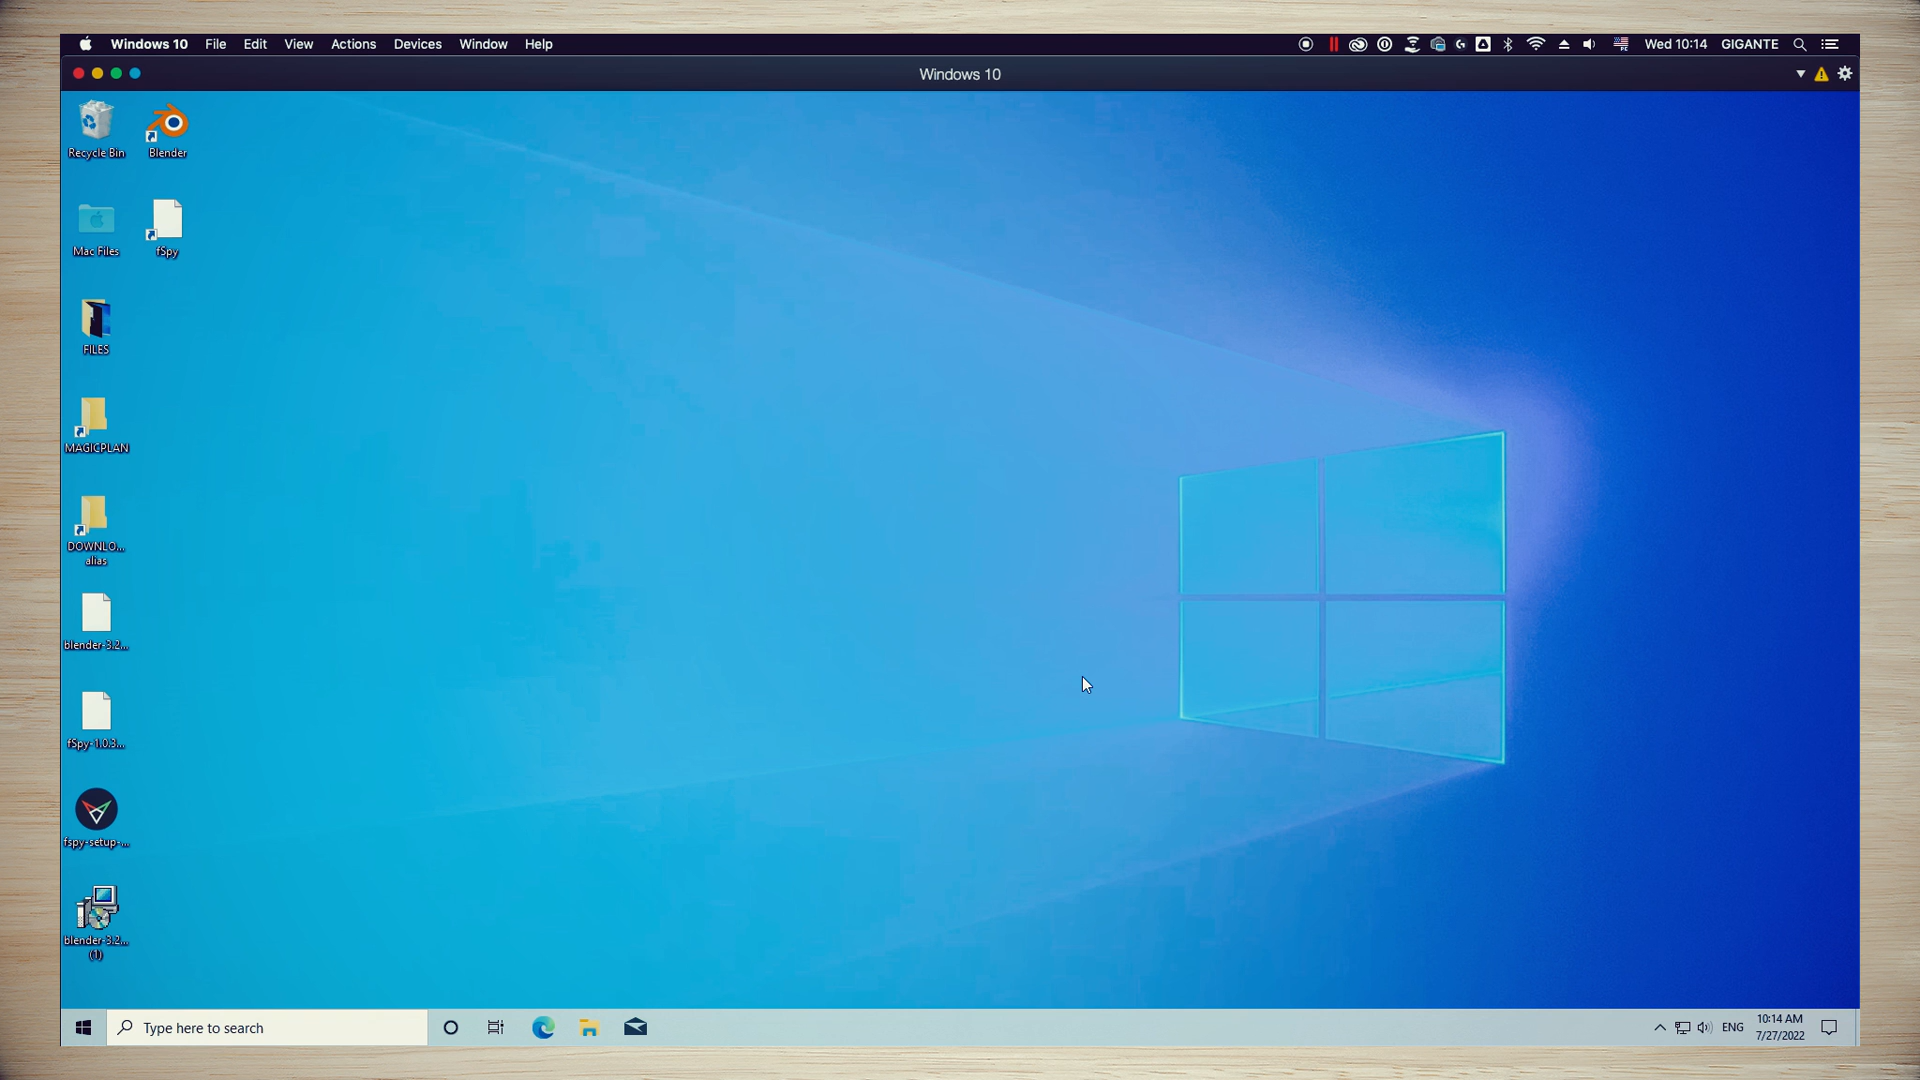 Windows 10 File Edit View Actions Devices Window Help Wed 10:14 GIGANTE
Windows 10
Recycle Bin
Blender
Mac Files
fSpy
FILES
MAGICPLAN
DOWNLO...
alias
blender-3.2...
fSpy-1.0.3...
fspy-setup-...
blender-3.2...
(1)
Type here to search
ENG
10:14 AM
7/27/2022